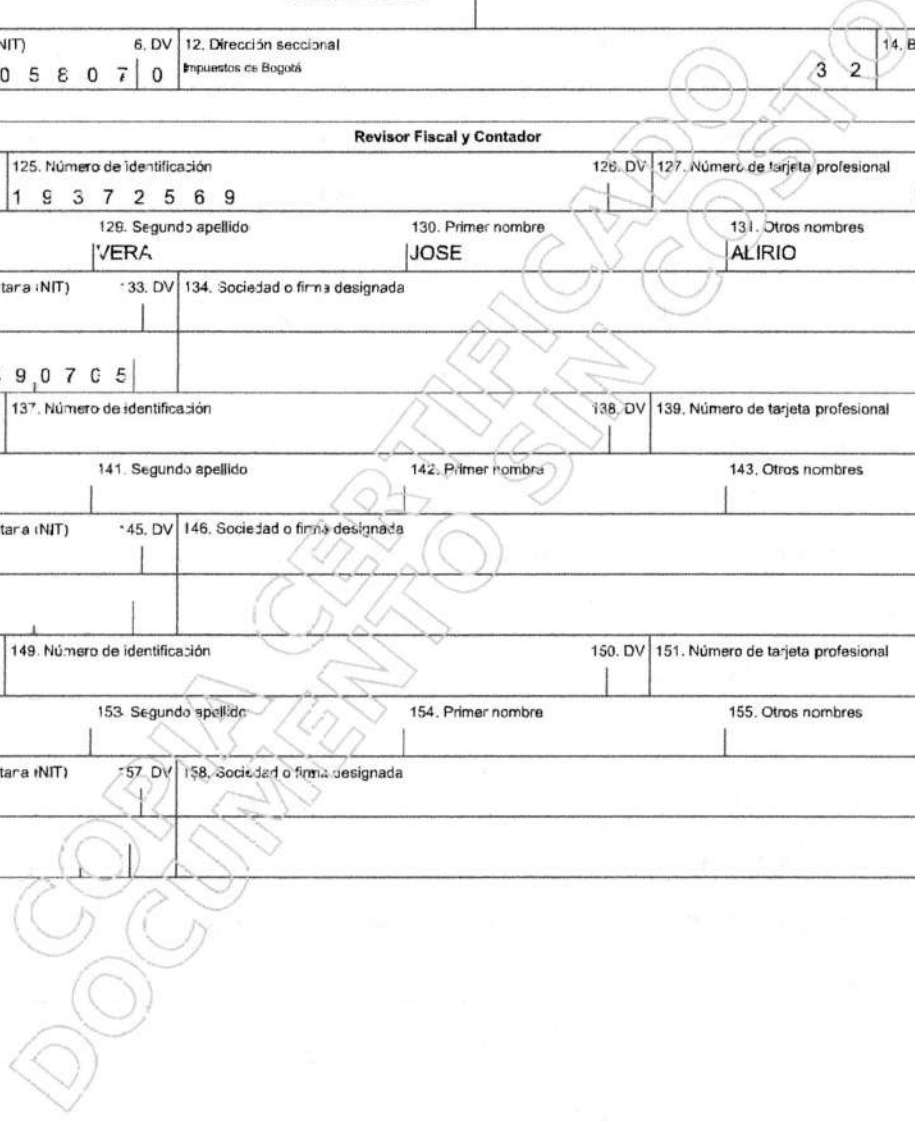 NIT) 6. DV 12. Dirección seccional 14. B
0 5 8 0 7 0 Impuestos de Bogotá 3 2
Revisor Fiscal y Contador
125. Número de identificación 126. DV 127. Número de tarjeta profesional
1 9 3 7 2 5 6 9
129. Segundo apellido 130. Primer nombre 131. Otros nombres
VERA JOSE ALIRIO
taria (NIT) 133. DV 134. Sociedad o firma designada
9 0 7 0 5
137. Número de identificación 138. DV 139. Número de tarjeta profesional
141. Segundo apellido 142. Primer nombre 143. Otros nombres
taria (NIT) 145. DV 146. Sociedad o firma designada
149. Número de identificación 150. DV 151. Número de tarjeta profesional
153. Segundo apellido 154. Primer nombre 155. Otros nombres
taria (NIT) 157. DV 158. Sociedad o firma designada
COPIA CERTIFICADO
DOCUMENTO SIN COSTO